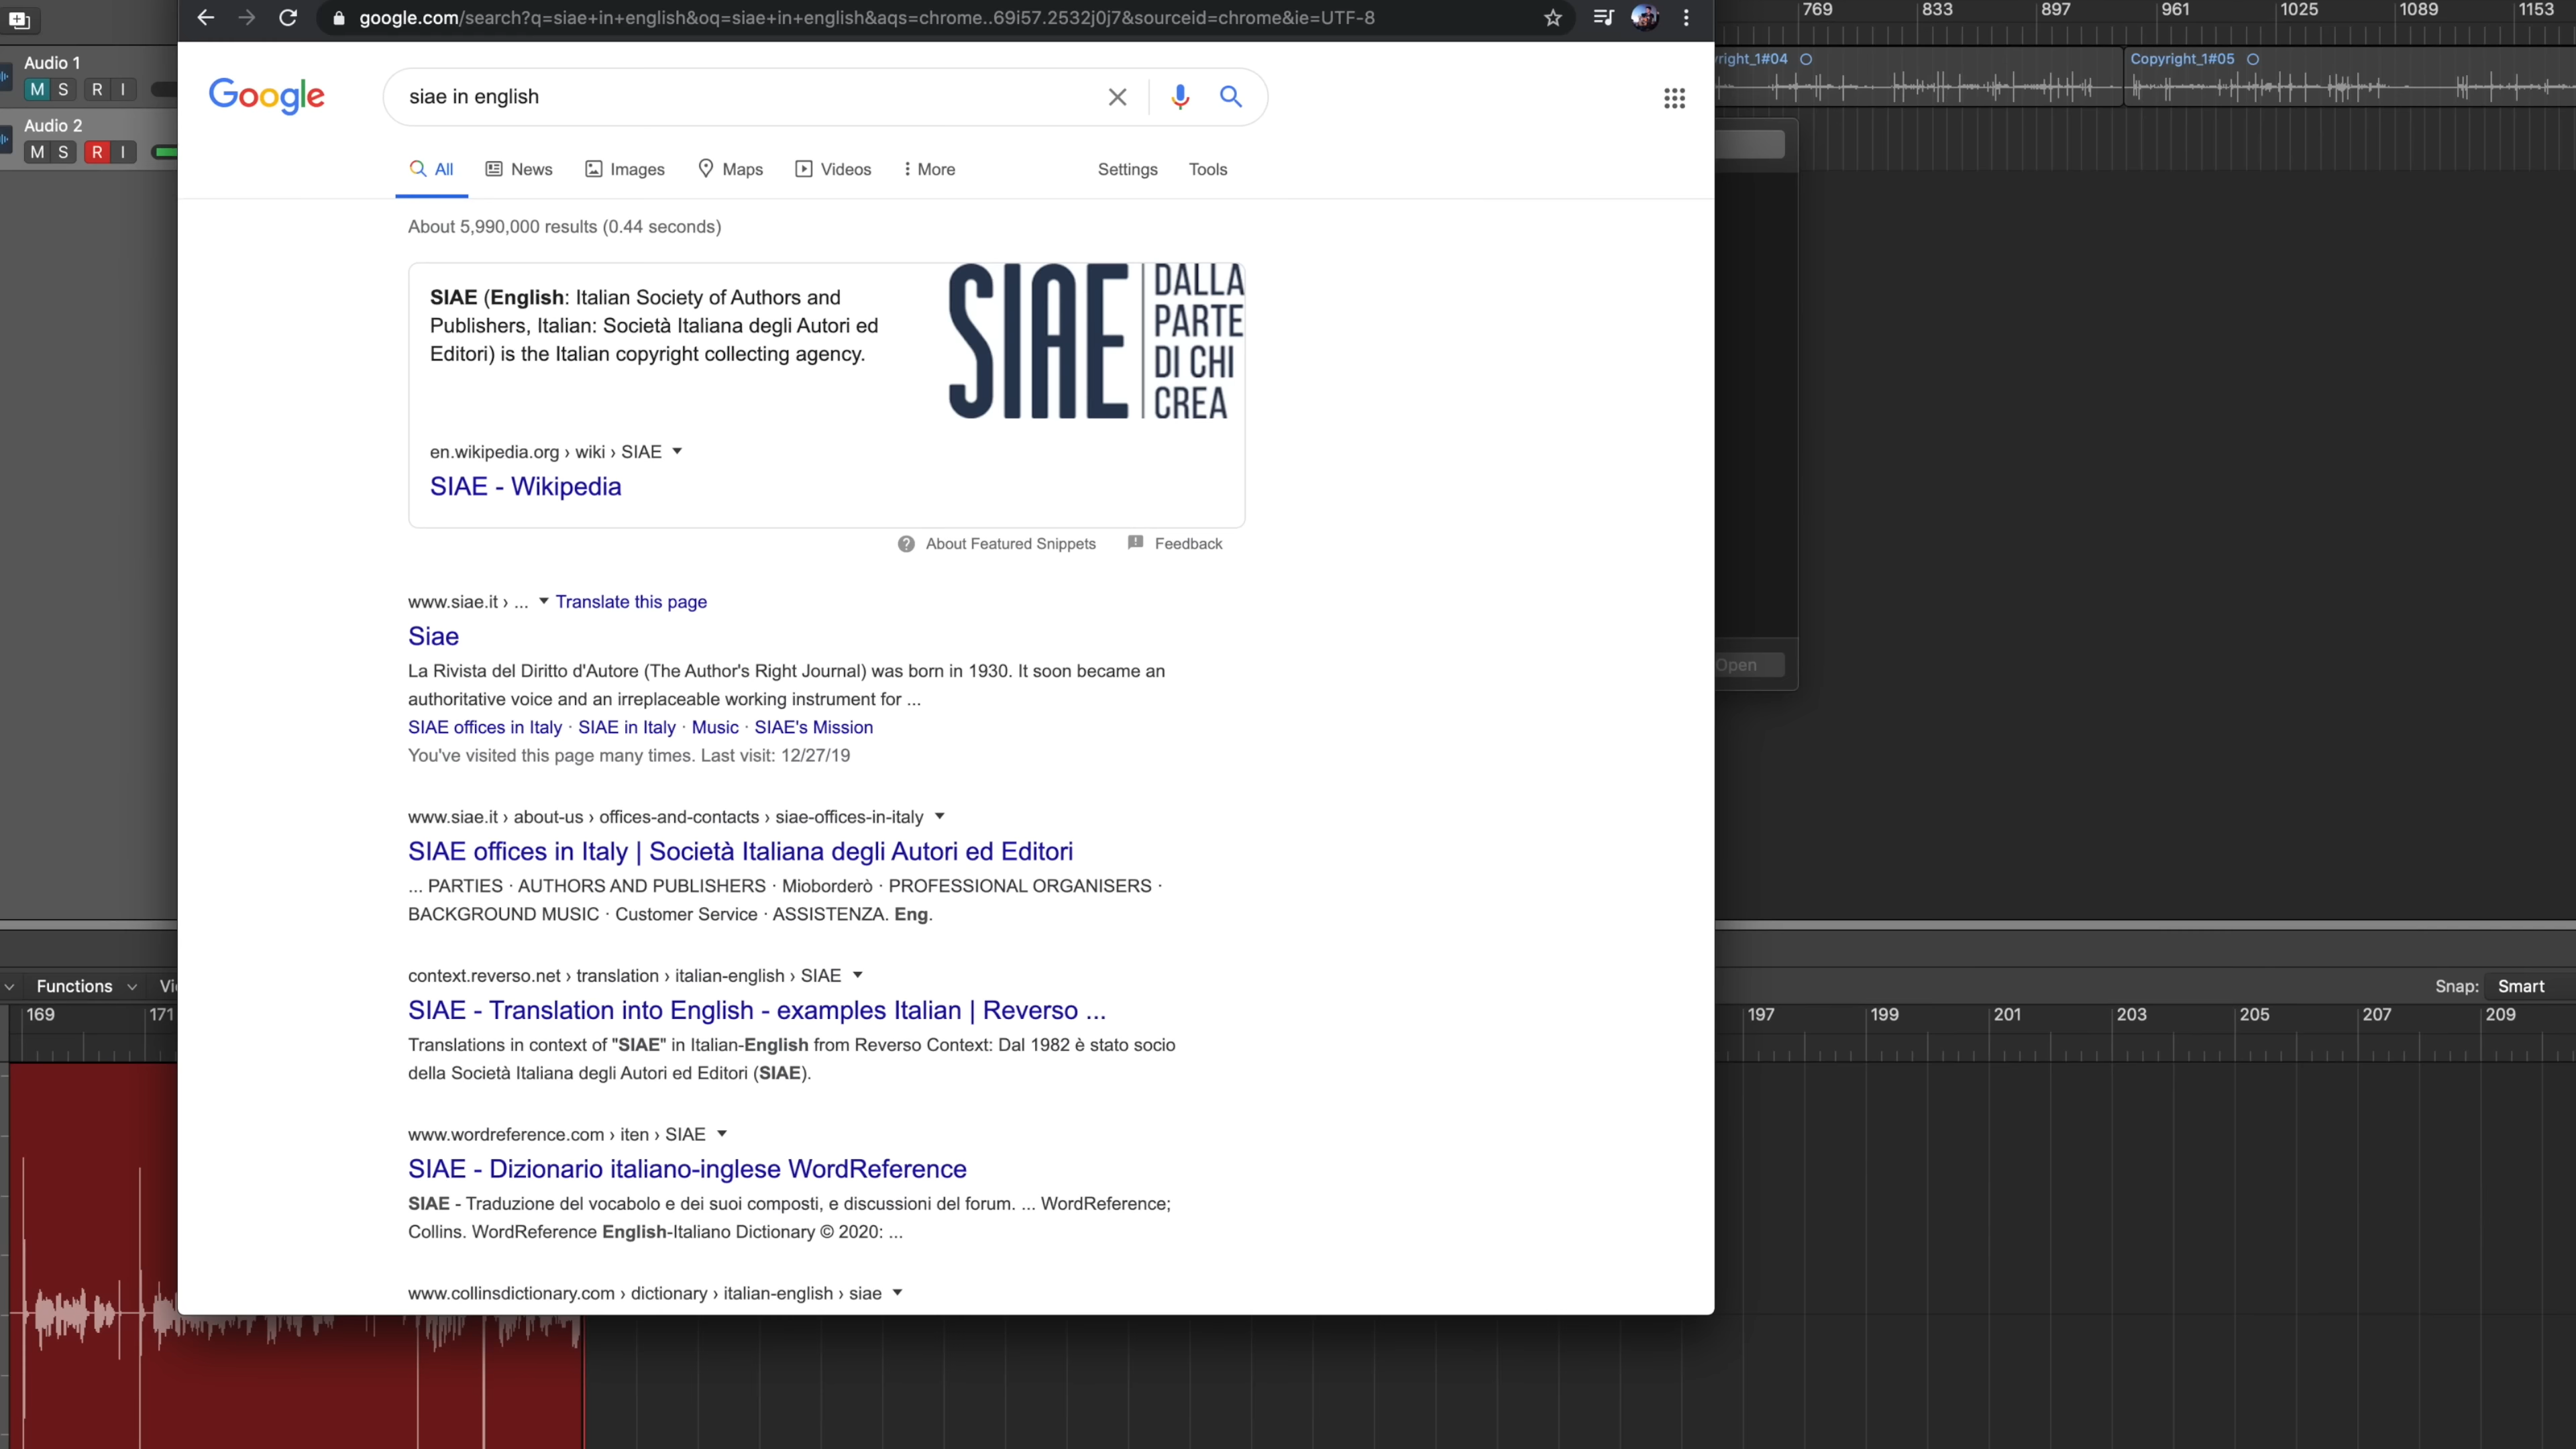 google.com/search?q=siae+in+english&oq=siae+in+english&aqs=chrome..69i57.2532j0j7&sourceid=chrome&ie=UTF-8
769 833 897 961 1025 1089 1153
Audio 1
M S R I
Audio 2
M S R I
right_1#04
Copyright_1#05
Google
siae in english
All News Images Maps Videos More Settings Tools
About 5,990,000 results (0.44 seconds)
SIAE (English: Italian Society of Authors and
Publishers, Italian: Società Italiana degli Autori ed
Editori) is the Italian copyright collecting agency.
SIAE
DALLA
PARTE
DI CHI
CREA
en.wikipedia.org › wiki › SIAE
SIAE - Wikipedia
About Featured Snippets Feedback
www.siae.it › ... Translate this page
Siae
La Rivista del Diritto d'Autore (The Author's Right Journal) was born in 1930. It soon became an
authoritative voice and an irreplaceable working instrument for ...
SIAE offices in Italy · SIAE in Italy · Music · SIAE's Mission
You've visited this page many times. Last visit: 12/27/19
Open
www.siae.it › about-us › offices-and-contacts › siae-offices-in-italy
SIAE offices in Italy | Società Italiana degli Autori ed Editori
... PARTIES · AUTHORS AND PUBLISHERS · Mioborderò · PROFESSIONAL ORGANISERS ·
BACKGROUND MUSIC · Customer Service · ASSISTENZA. Eng.
context.reverso.net › translation › italian-english › SIAE
SIAE - Translation into English - examples Italian | Reverso ...
Translations in context of "SIAE" in Italian-English from Reverso Context: Dal 1982 è stato socio
della Società Italiana degli Autori ed Editori (SIAE).
www.wordreference.com › iten › SIAE
SIAE - Dizionario italiano-inglese WordReference
SIAE - Traduzione del vocabolo e dei suoi composti, e discussioni del forum. ... WordReference;
Collins. WordReference English-Italiano Dictionary © 2020: ...
www.collinsdictionary.com › dictionary › italian-english › siae
Functions Vi
Snap: Smart
169 171 197 199 201 203 205 207 209